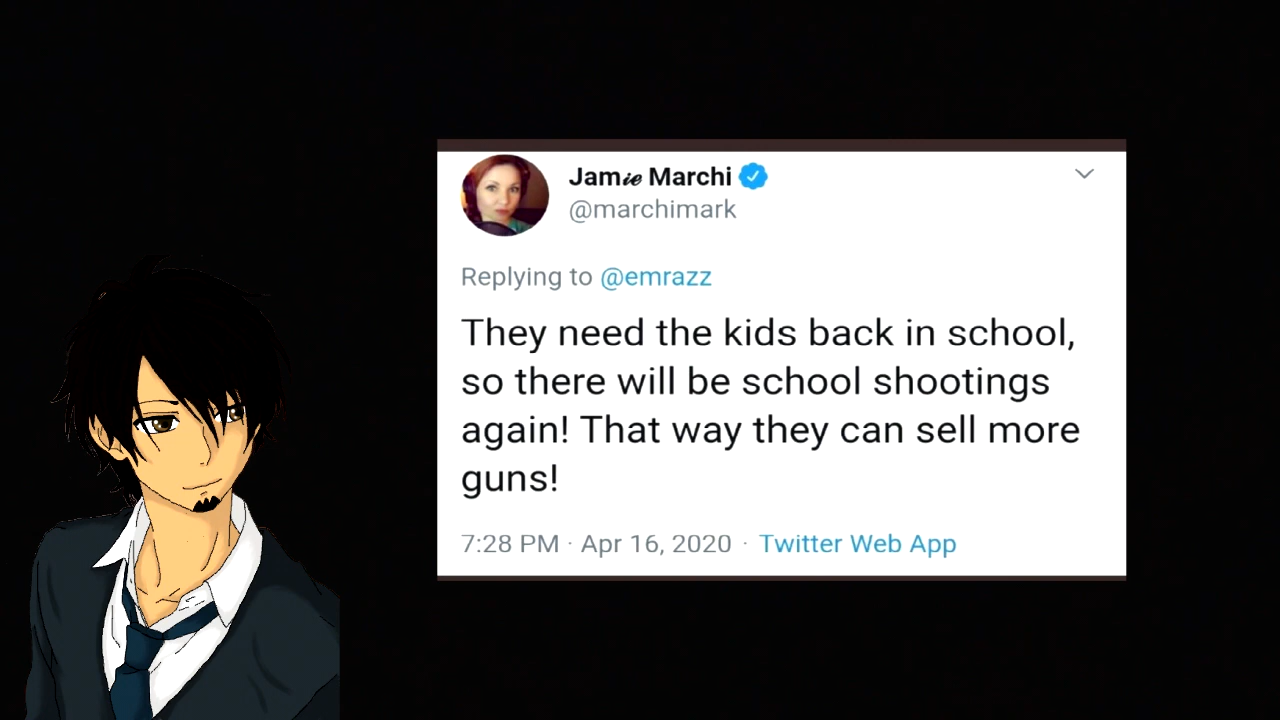 Jamie Marchi
@marchimark
Replying to @emrazz
They need the kids back in school,
so there will be school shootings
again! That way they can sell more
guns!
7:28 PM · Apr 16, 2020 · Twitter Web App